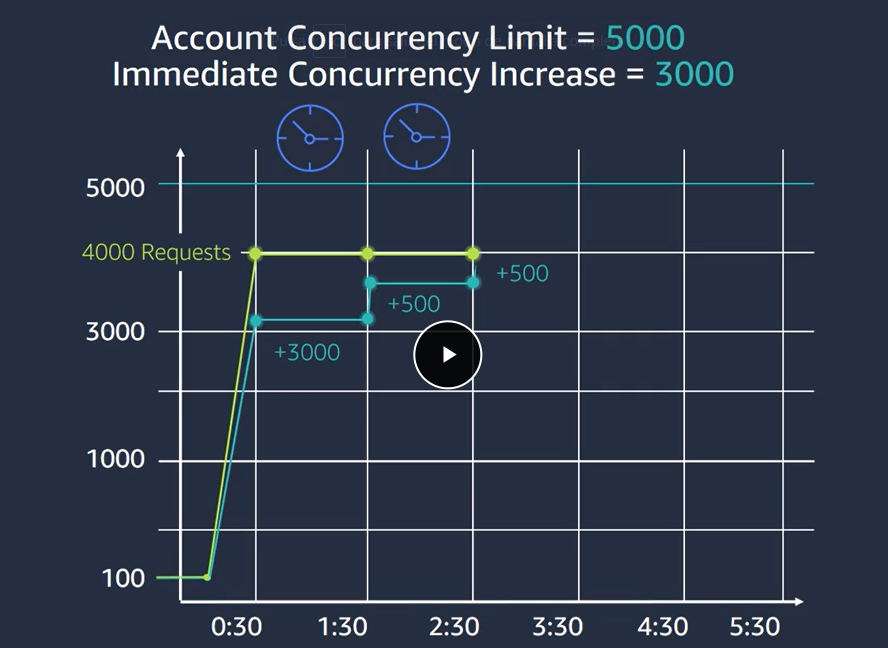 Account Concurrency Limit = 5000
Immediate Concurrency Increase = 3000
5000
4000 Requests
+500
+500
3000
+3000
1000
100
0:30 1:30 2:30 3:30 4:30 5:30